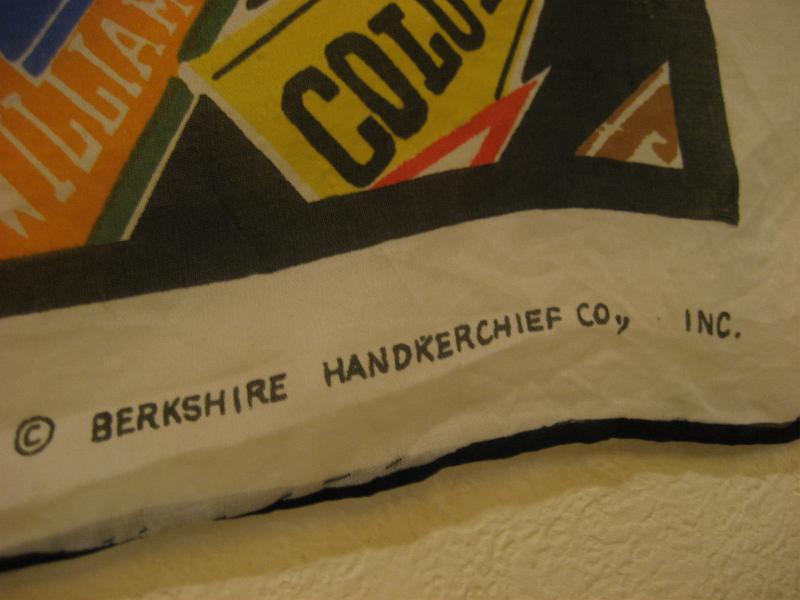 WILLIAM
COLU
© BERKSHIRE HANDKERCHIEF CO., INC.